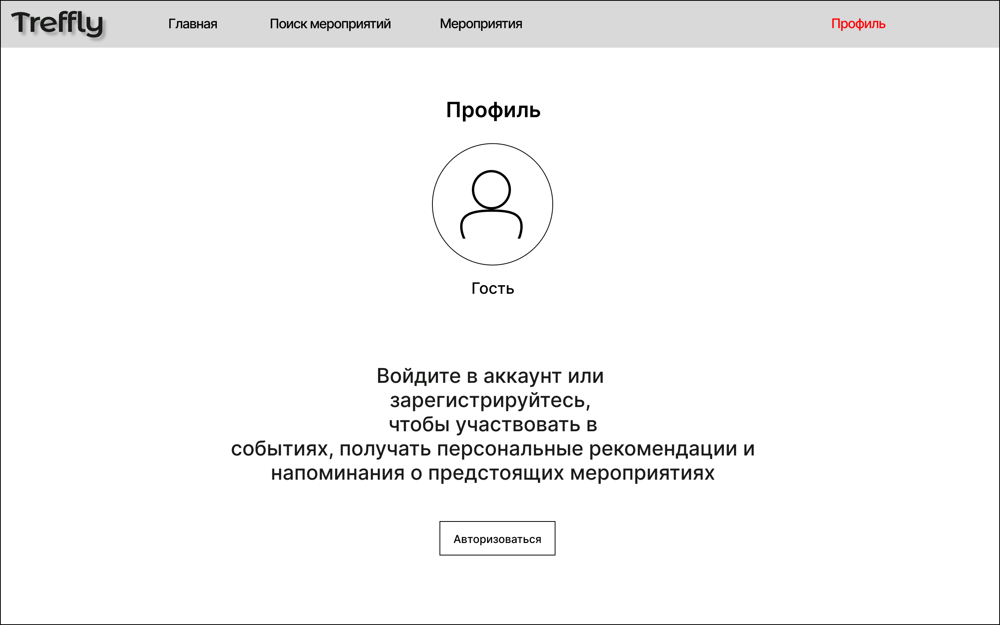 Treffly
Главная
Поиск мероприятий
Мероприятия
Профиль
Профиль
Гость
Войдите в аккаунт или
зарегистрируйтесь,
чтобы участвовать в
событиях, получать персональные рекомендации и
напоминания о предстоящих мероприятиях
Авторизоваться